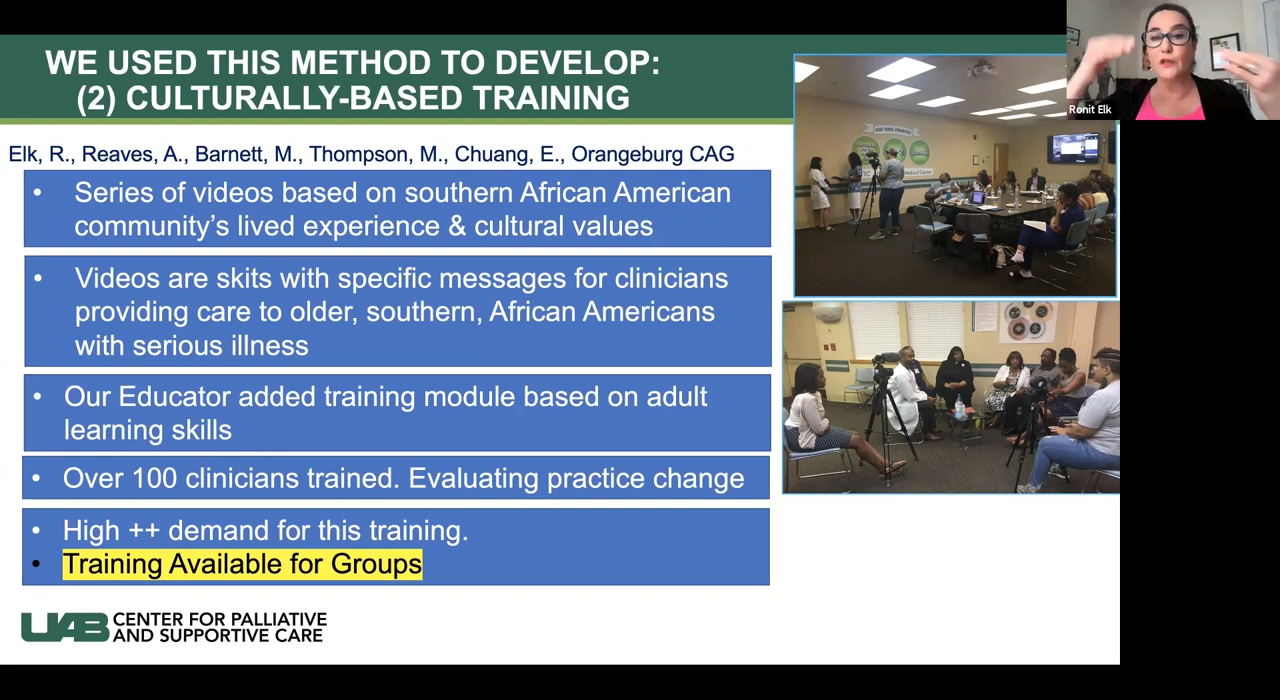 WE USED THIS METHOD TO DEVELOP:
(2) CULTURALLY-BASED TRAINING
Ronit Elk
Elk, R., Reaves, A., Barnett, M., Thompson, M., Chuang, E., Orangeburg CAG
• Series of videos based on southern African American
community's lived experience & cultural values
• Videos are skits with specific messages for clinicians
providing care to older, southern, African Americans
with serious illness
• Our Educator added training module based on adult
learning skills
• Over 100 clinicians trained. Evaluating practice change
• High ++ demand for this training.
• Training Available for Groups
UAB CENTER FOR PALLIATIVE
AND SUPPORTIVE CARE